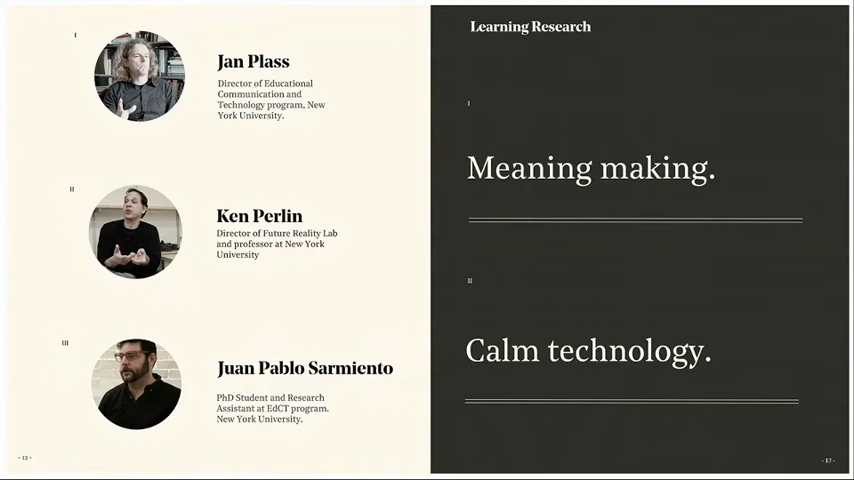 I
Jan Plass
Director of Educational
Communication and
Technology program, New
York University.
II
Ken Perlin
Director of Future Reality Lab
and professor at New York
University
III
Juan Pablo Sarmiento
PhD Student and Research
Assistant at EdCT program.
New York University.
- 12 -
Learning Research
I
Meaning making.
II
Calm technology.
- 12 -